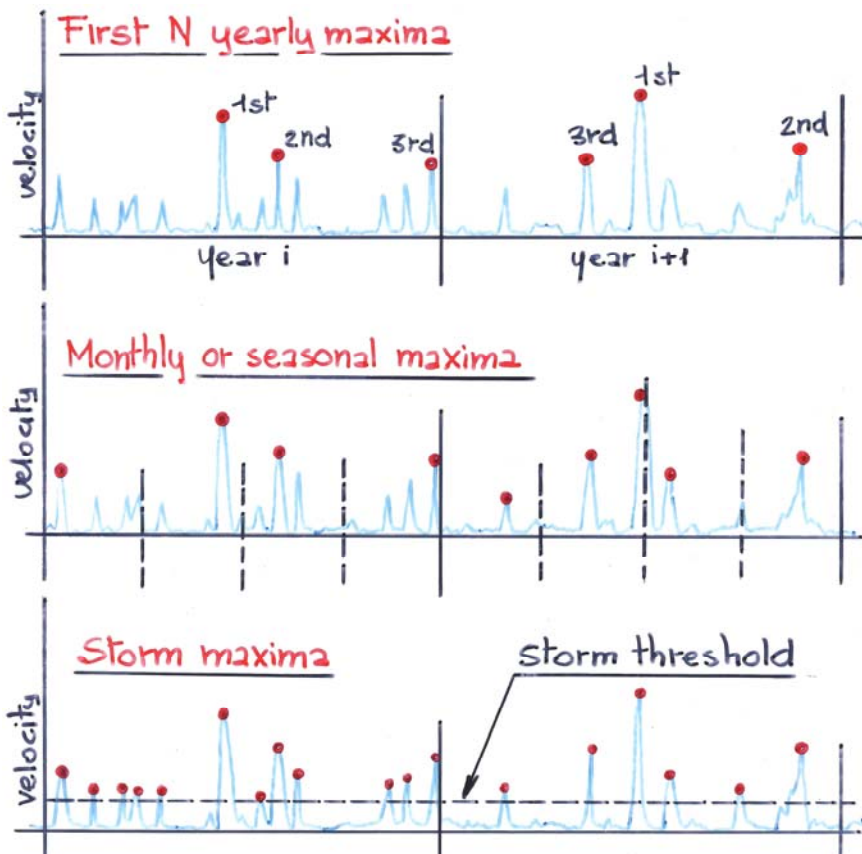 First N yearly maxima
velocity
1st
2nd
3rd
3rd
1st
2nd
year i
year i+1
Monthly or seasonal maxima
velocity
Storm maxima
storm threshold
velocity